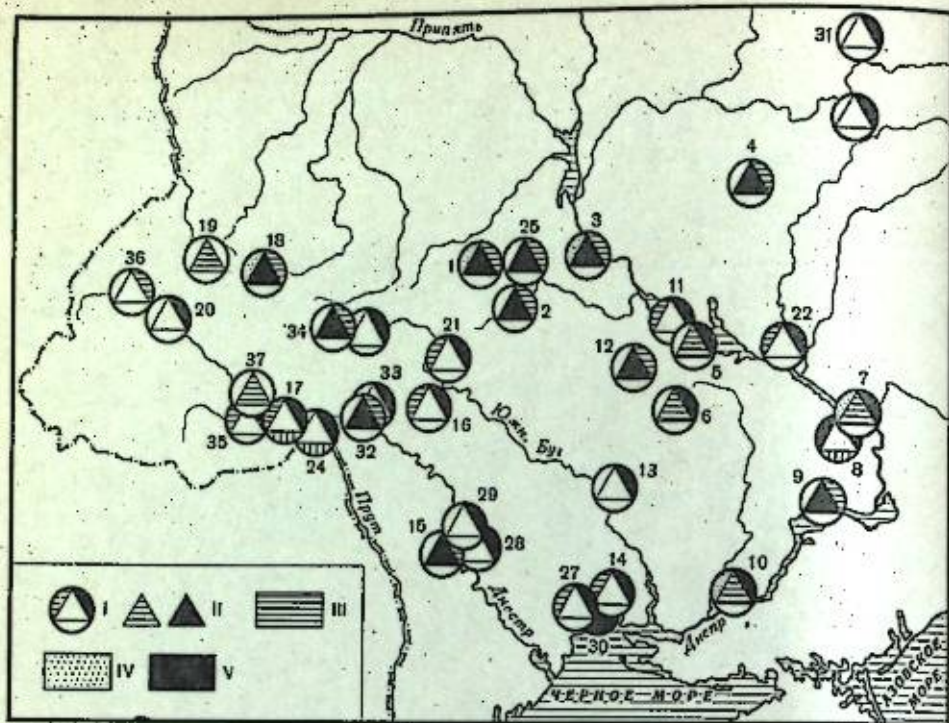 Припять
31
4
19
18
25
3
1
36
20
11
22
2
34
21
5
12
37
33
7
17
16
6
35
32
24
8
Южн. Буг
13
9
Прут
29
15
28
14
10
27
Днестр
Днепр
30
I
II
III
IV
V
ЧЕРНОЕ МОРЕ
АЗОВСКОЕ
МОРЕ